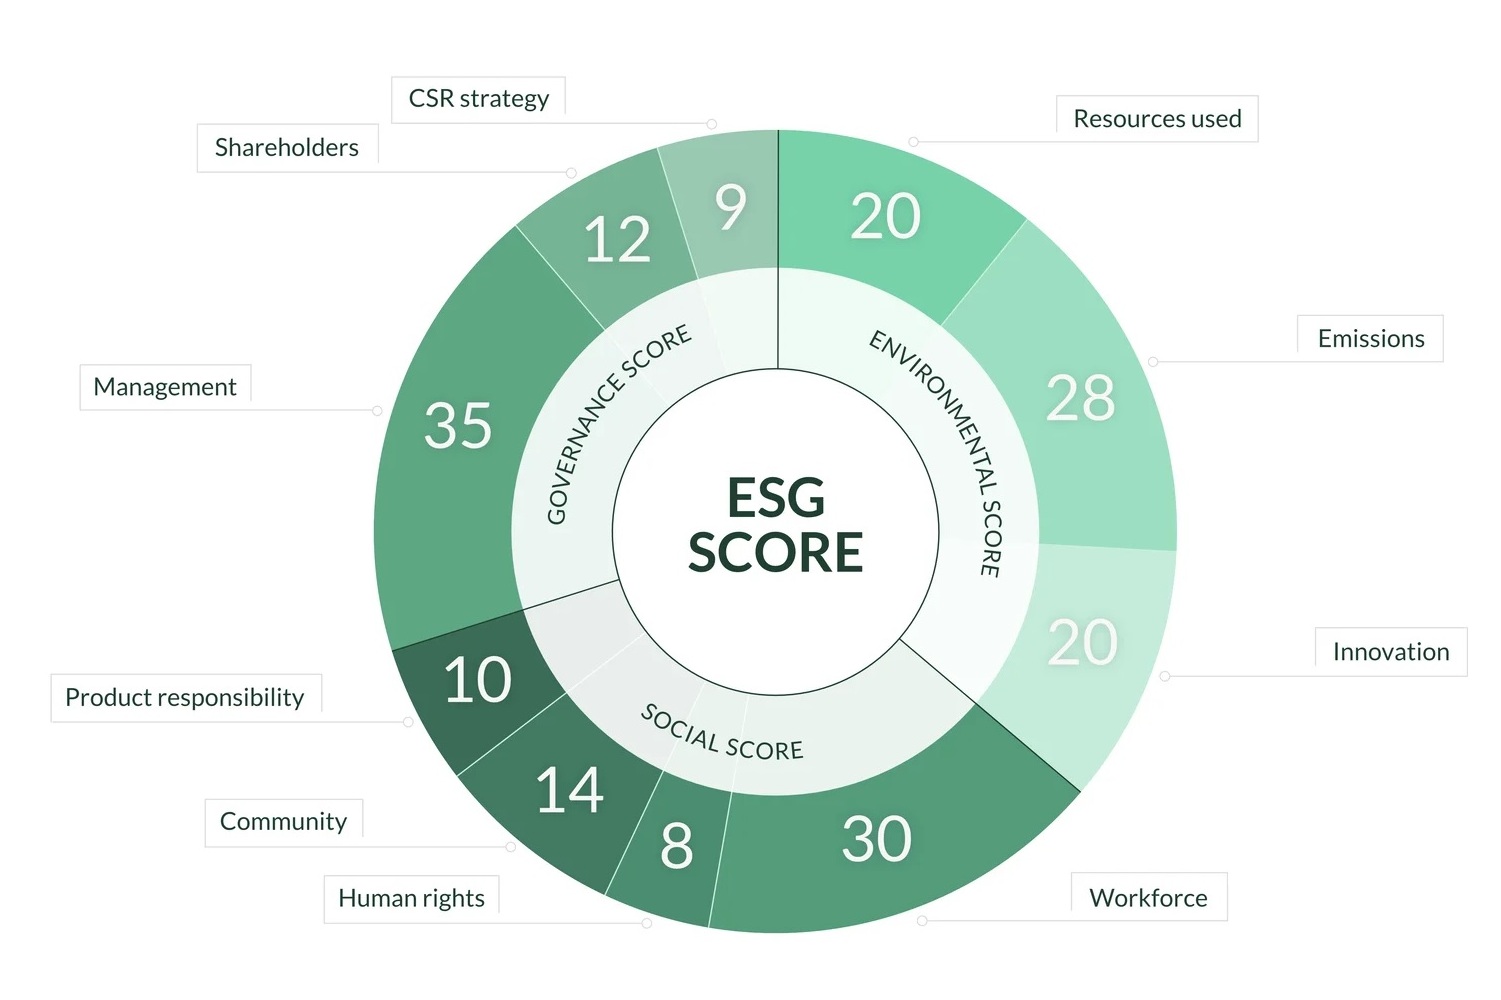 CSR strategy
Resources used
Shareholders
9
20
12
Emissions
GOVERNANCE SCORE
ENVIRONMENTAL SCORE
Management
28
35
ESG
SCORE
20
Innovation
10
Product responsibility
SOCIAL SCORE
14
Community
8
30
Human rights
Workforce